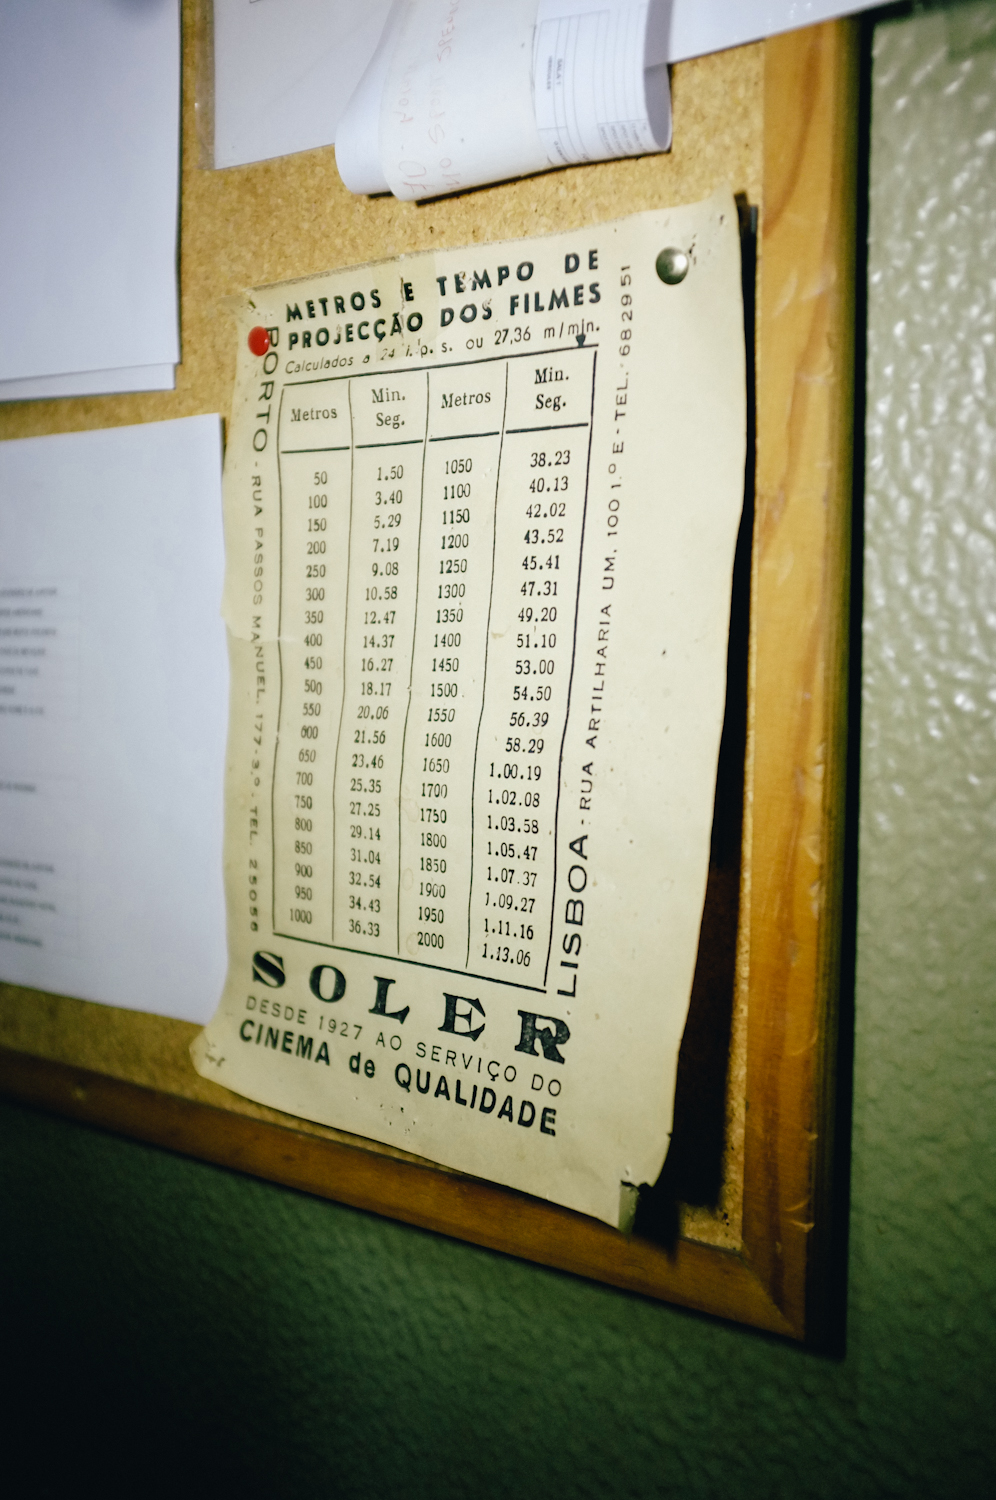 METROS E TEMPO DE
PROJECÇÃO DOS FILMES
Calculados a 24 i.p.s. ou 27,36 m/min.
Metros Min. Seg. Metros Min. Seg.
50 1.50 1050 38.23
100 3.40 1100 40.13
150 5.29 1150 42.02
200 7.19 1200 43.52
250 9.08 1250 45.41
300 10.58 1300 47.31
350 12.47 1350 49.20
400 14.37 1400 51.10
450 16.27 1450 53.00
500 18.17 1500 54.50
550 20.06 1550 56.39
600 21.56 1600 58.29
650 23.46 1650 1.00.19
700 25.35 1700 1.02.08
750 27.25 1750 1.03.58
800 29.14 1800 1.05.47
850 31.04 1850 1.07.37
900 32.54 1900 1.09.27
950 34.43 1950 1.11.16
1000 36.33 2000 1.13.06
PORTO - RUA PASSOS MANUEL, 177-3.º - TEL. 25056
LISBOA - RUA ARTILHARIA UM, 100 1.º E - TEL. 682951
SOLER
DESDE 1927 AO SERVIÇO DO
CINEMA de QUALIDADE